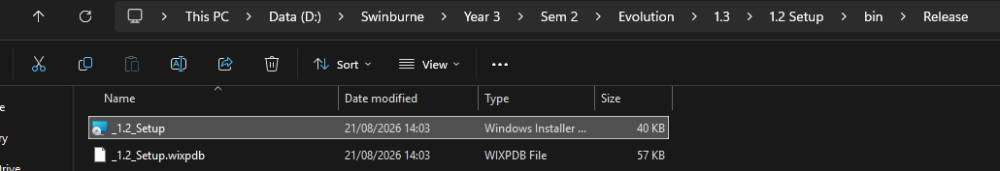 This PC > Data (D:) > Swinburne > Year 3 > Sem 2 > Evolution > 1.3 > 1.2 Setup > bin > Release
Sort View ...
Name Date modified Type Size
_1.2_Setup 21/08/2026 14:03 Windows Installer ... 40 KB
_1.2_Setup.wixpdb 21/08/2026 14:03 WIXPDB File 57 KB